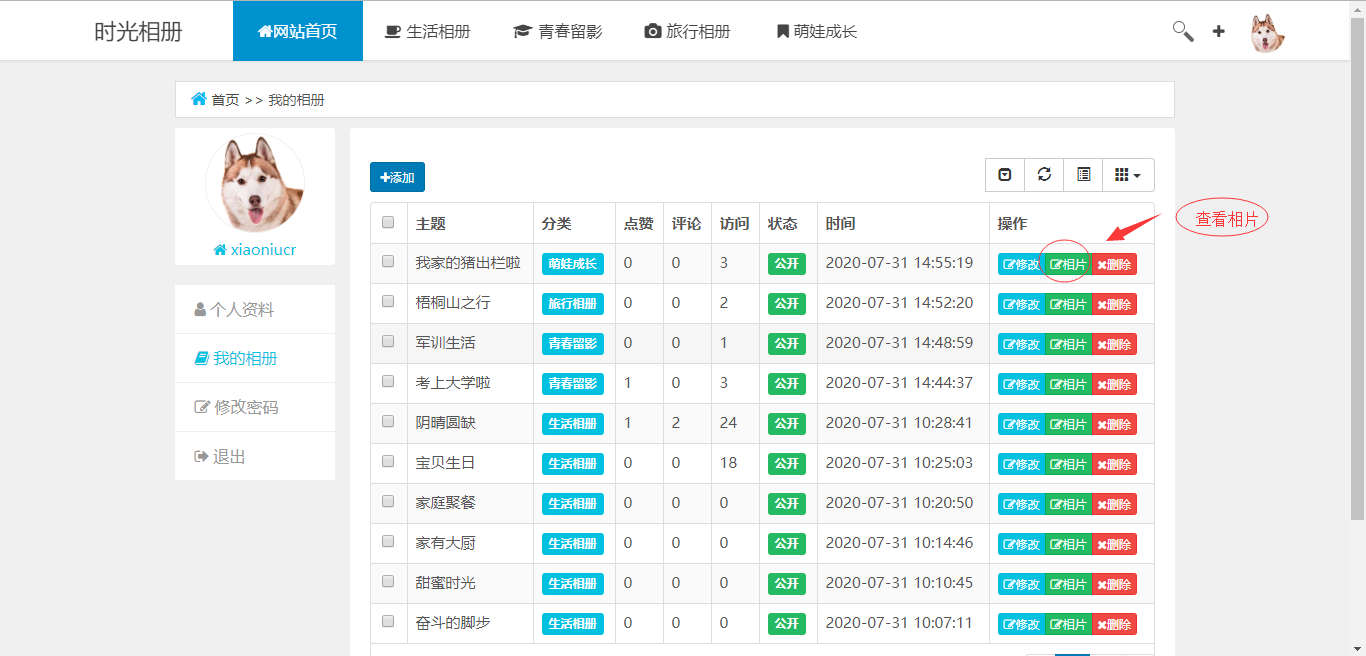 时光相册 网站首页 生活相册 青春留影 旅行相册 萌娃成长
首页 >> 我的相册
xiaoniucr
个人资料
我的相册
修改密码
退出
添加
查看相片
主题 分类 点赞 评论 访问 状态 时间 操作
我家的猪出栏啦 萌娃成长 0 0 3 公开 2020-07-31 14:55:19 修改 相片 删除
梧桐山之行 旅行相册 0 0 2 公开 2020-07-31 14:52:20 修改 相片 删除
军训生活 青春留影 0 0 1 公开 2020-07-31 14:48:59 修改 相片 删除
考上大学啦 青春留影 1 0 3 公开 2020-07-31 14:44:37 修改 相片 删除
阴晴圆缺 生活相册 1 2 24 公开 2020-07-31 10:28:41 修改 相片 删除
宝贝生日 生活相册 0 0 18 公开 2020-07-31 10:25:03 修改 相片 删除
家庭聚餐 生活相册 0 0 0 公开 2020-07-31 10:20:50 修改 相片 删除
家有大厨 生活相册 0 0 0 公开 2020-07-31 10:14:46 修改 相片 删除
甜蜜时光 生活相册 0 0 0 公开 2020-07-31 10:10:45 修改 相片 删除
奋斗的脚步 生活相册 0 0 0 公开 2020-07-31 10:07:11 修改 相片 删除